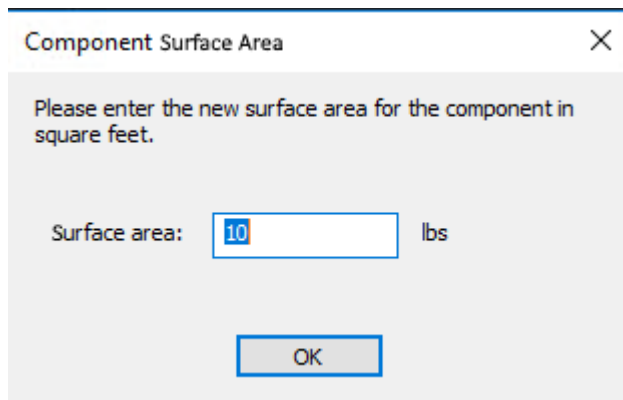 Component Surface Area
Please enter the new surface area for the component in
square feet.
Surface area: 10 lbs
OK